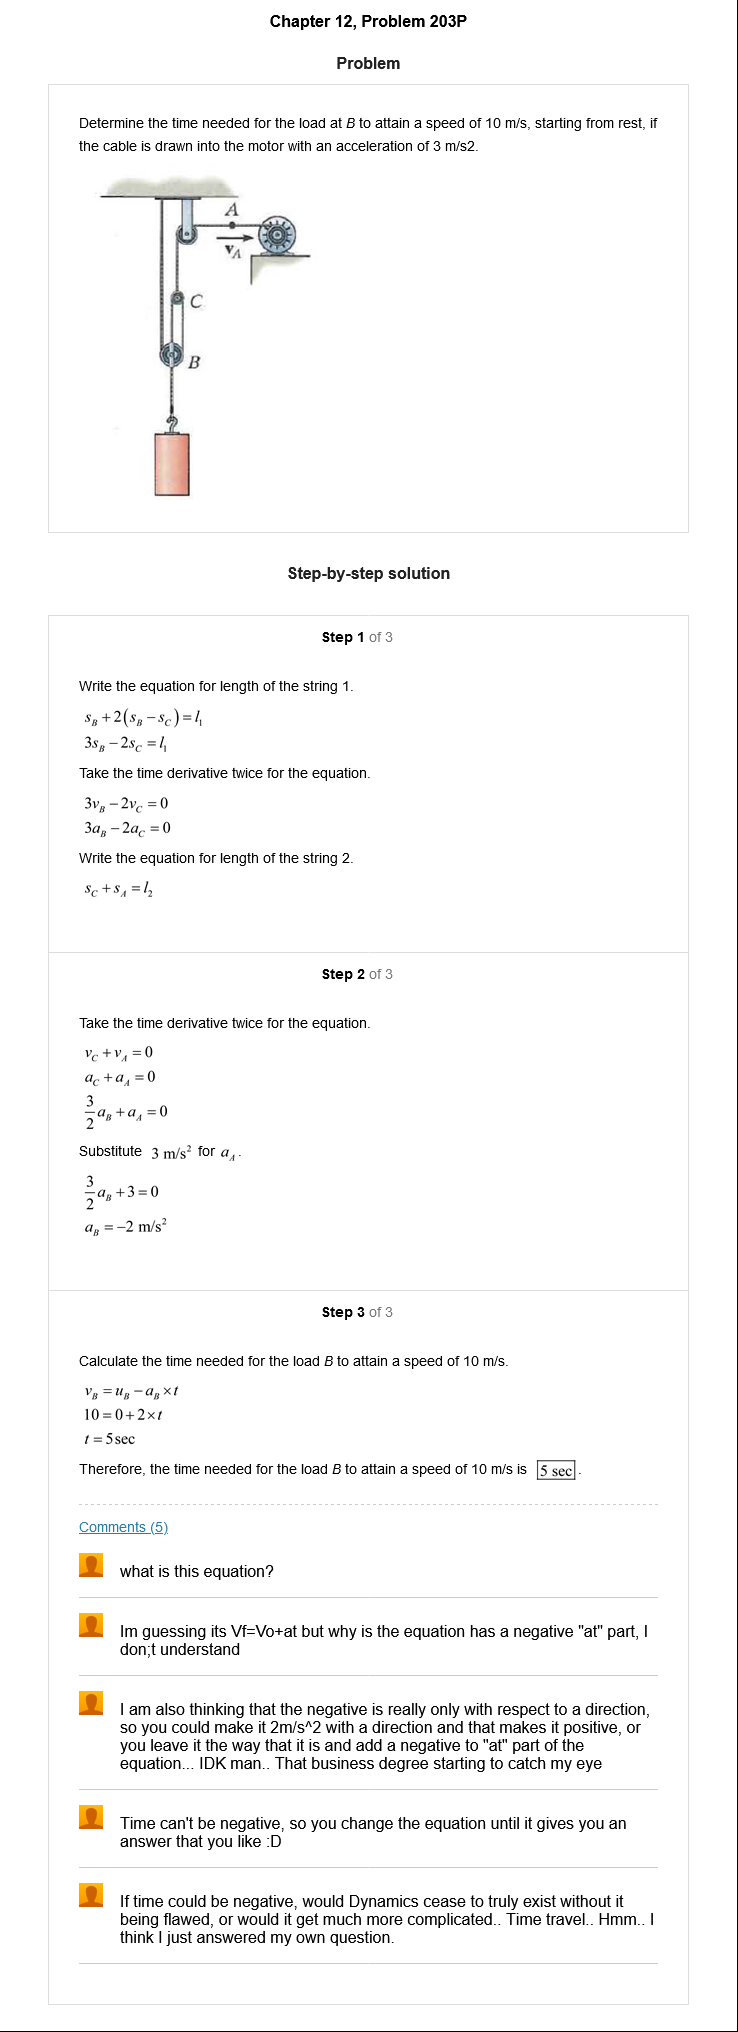 Chapter 12, Problem 203P
Problem
Determine the time needed for the load at B to attain a speed of 10 m/s, starting from rest, if
the cable is drawn into the motor with an acceleration of 3 m/s2.
A
v_A
C
B
Step-by-step solution
Step 1 of 3
Write the equation for length of the string 1.
s_B + 2(s_B − s_C) = l_1
3s_B − 2s_C = l_1
Take the time derivative twice for the equation.
3v_B − 2v_C = 0
3a_B − 2a_C = 0
Write the equation for length of the string 2.
s_C + s_A = l_2
Step 2 of 3
Take the time derivative twice for the equation.
v_C + v_A = 0
a_C + a_A = 0
3/2 a_B + a_A = 0
Substitute 3 m/s² for a_A.
3/2 a_B + 3 = 0
a_B = −2 m/s²
Step 3 of 3
Calculate the time needed for the load B to attain a speed of 10 m/s.
v_B = u_B − a_B × t
10 = 0 + 2 × t
t = 5 sec
Therefore, the time needed for the load B to attain a speed of 10 m/s is 5 sec.
Comments (5)
what is this equation?
Im guessing its Vf=Vo+at but why is the equation has a negative "at" part, I
don;t understand
I am also thinking that the negative is really only with respect to a direction,
so you could make it 2m/s^2 with a direction and that makes it positive, or
you leave it the way that it is and add a negative to "at" part of the
equation... IDK man.. That business degree starting to catch my eye
Time can't be negative, so you change the equation until it gives you an
answer that you like :D
If time could be negative, would Dynamics cease to truly exist without it
being flawed, or would it get much more complicated.. Time travel.. Hmm.. I
think I just answered my own question.